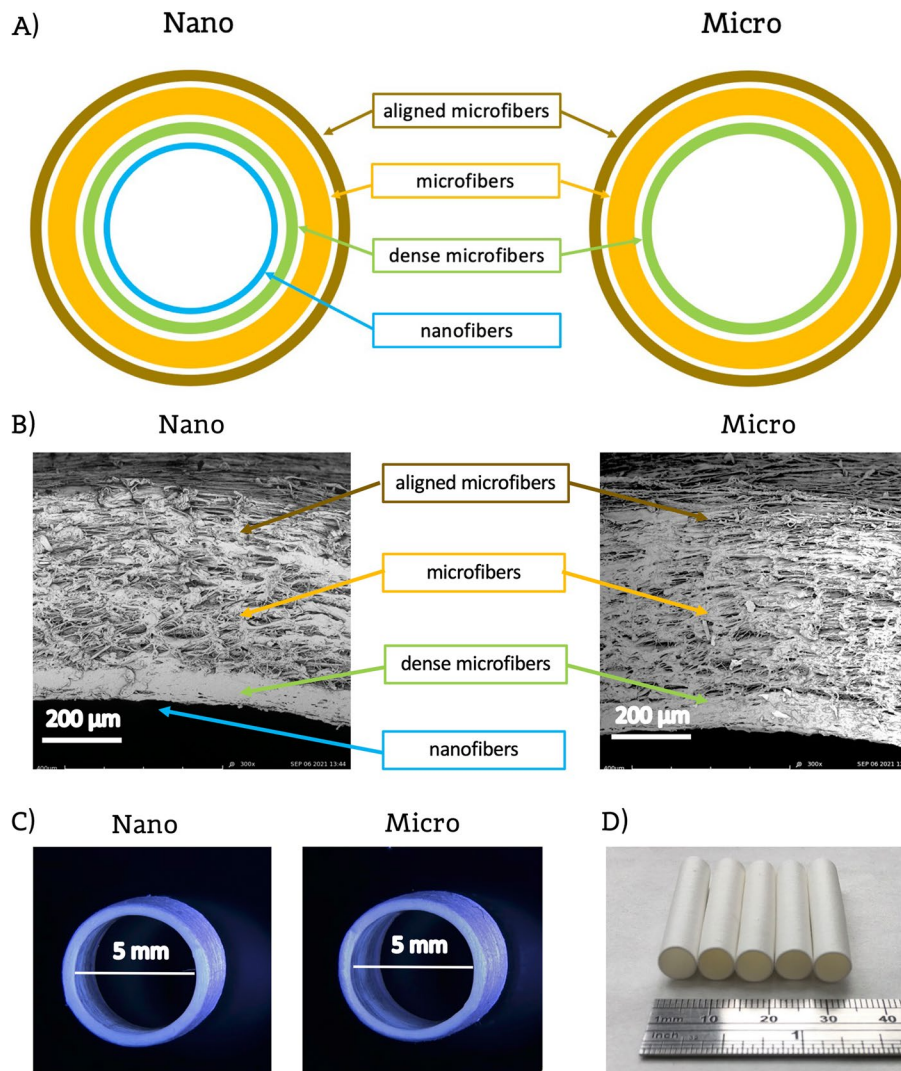 A)
Nano
Micro
aligned microfibers
microfibers
dense microfibers
nanofibers
B)
Nano
Micro
aligned microfibers
microfibers
dense microfibers
nanofibers
200 µm
200 µm
400µm
300x
SEP 06 2021 13:44
400µm
300x
SEP 06 2021
C)
Nano
Micro
D)
5 mm
5 mm
1mm 10 20 30 40
inch 1